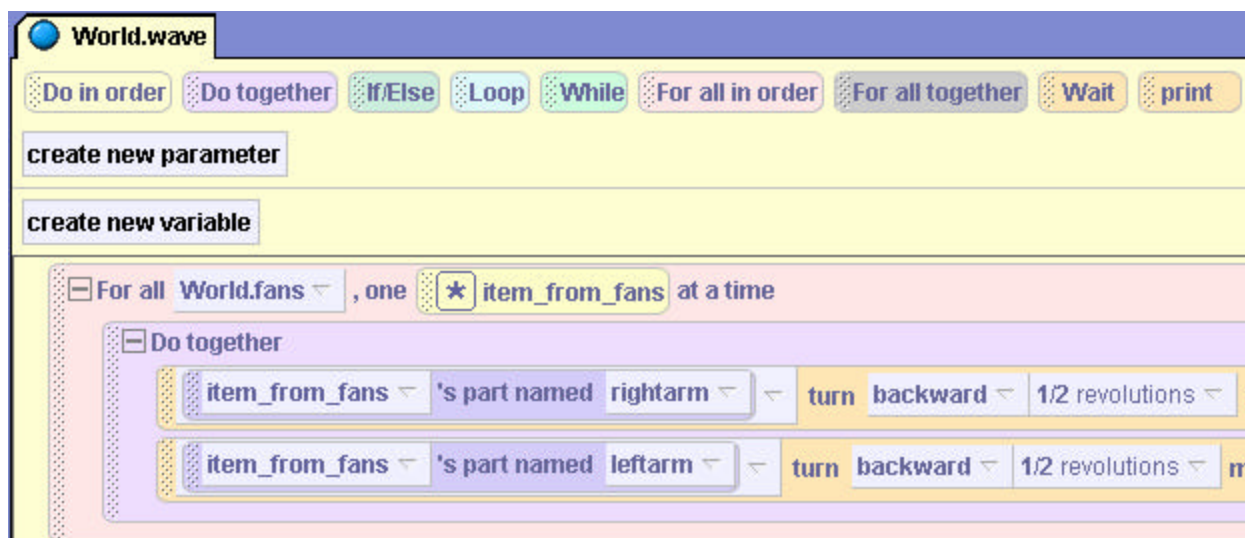 World.wave
Do in order Do together If/Else Loop While For all in order For all together Wait print
create new parameter
create new variable
For all World.fans , one item_from_fans at a time
Do together
item_from_fans 's part named rightarm turn backward 1/2 revolutions
item_from_fans 's part named leftarm turn backward 1/2 revolutions